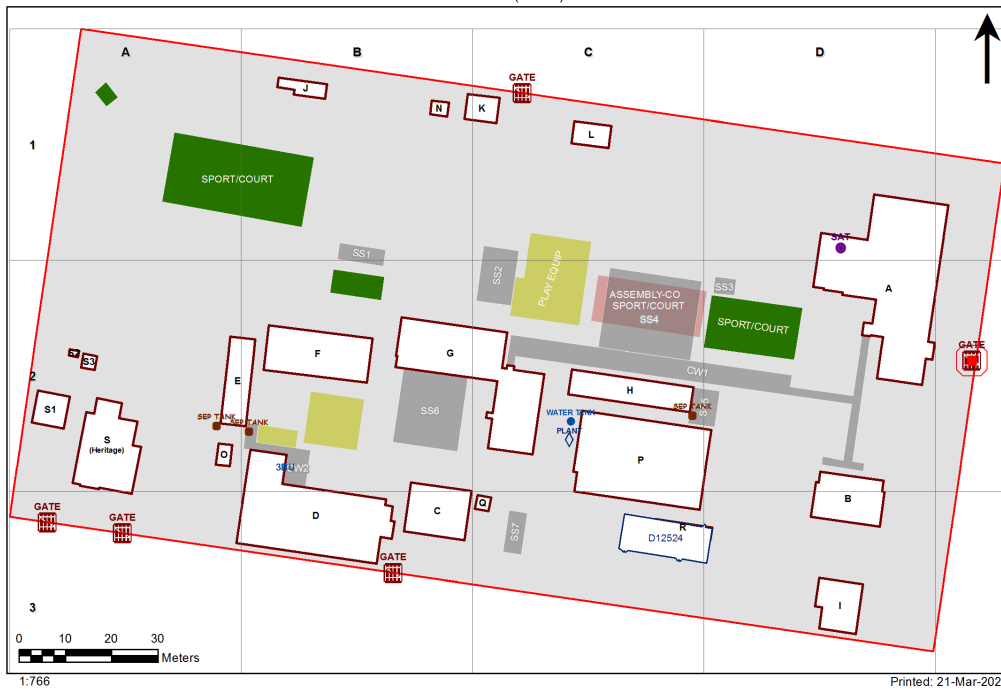 A
B
C
D
GATE
J
N
K
L
1
SPORT/COURT
SAT
SS1
SS2
PLAY EQUIP
ASSEMBLY-CO
SPORT/COURT
SS4
SS3
SPORT/COURT
A
GATE
S2
S3
2
E
F
G
CW1
H
S1
SS6
SEP TANK
SEP TANK
WATER TANK
SEP TANK
PLANT
S
(Heritage)
O
P
D
C
Q
SS7
R
D12524
B
GATE
GATE
GATE
3
I
0 10 20 30
Meters
1:766
Printed: 21-Mar-202